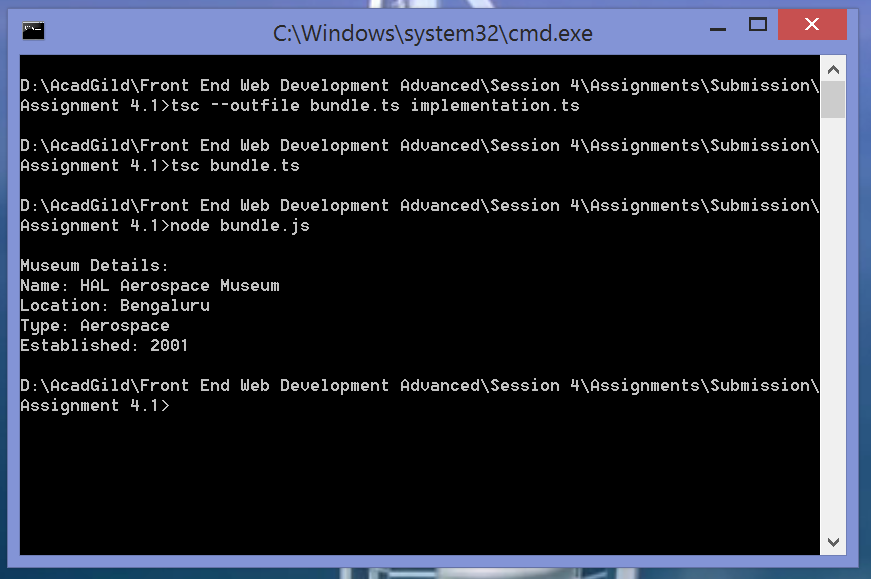 C:\Windows\system32\cmd.exe
D:\AcadGild\Front End Web Development Advanced\Session 4\Assignments\Submission\
Assignment 4.1>tsc --outfile bundle.ts implementation.ts
D:\AcadGild\Front End Web Development Advanced\Session 4\Assignments\Submission\
Assignment 4.1>tsc bundle.ts
D:\AcadGild\Front End Web Development Advanced\Session 4\Assignments\Submission\
Assignment 4.1>node bundle.js
Museum Details:
Name: HAL Aerospace Museum
Location: Bengaluru
Type: Aerospace
Established: 2001
D:\AcadGild\Front End Web Development Advanced\Session 4\Assignments\Submission\
Assignment 4.1>